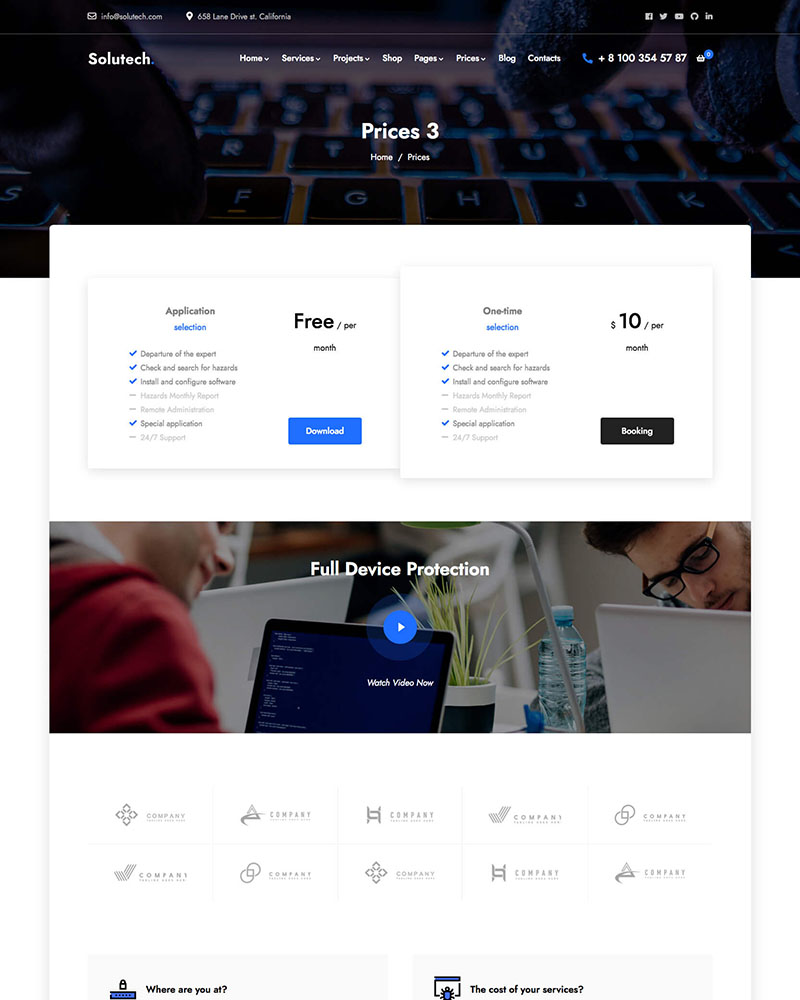 info@solutech.com
658 Lane Drive st. California
Solutech.
Home
Services
Projects
Shop
Pages
Prices
Blog
Contacts
+ 8 100 354 57 87
0
Prices 3
Home / Prices
Application
selection
Departure of the expert
Check and search for hazards
Install and configure software
Hazards Monthly Report
Remote Administration
Special application
24/7 Support
Free / per
month
Download
One-time
selection
Departure of the expert
Check and search for hazards
Install and configure software
Hazards Monthly Report
Remote Administration
Special application
24/7 Support
$ 10 / per
month
Booking
Full Device Protection
Watch Video Now
COMPANY
COMPANY
COMPANY
COMPANY
COMPANY
COMPANY
COMPANY
COMPANY
COMPANY
COMPANY
Where are you at?
The cost of your services?